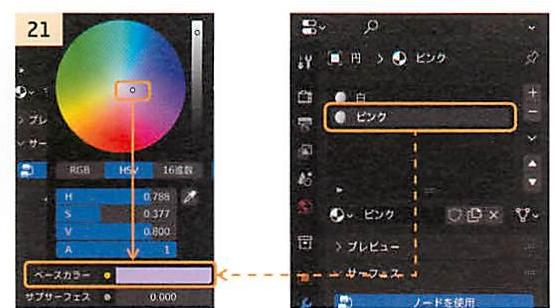 21
プレ
サー
RGB HSV 16進数
H 0.788
S 0.377
V 0.800
A 1
ベースカラー
サブサーフェス 0.000
円 > ピンク
白
ピンク
ピンク
プレビュー
サーフェス
ノードを使用